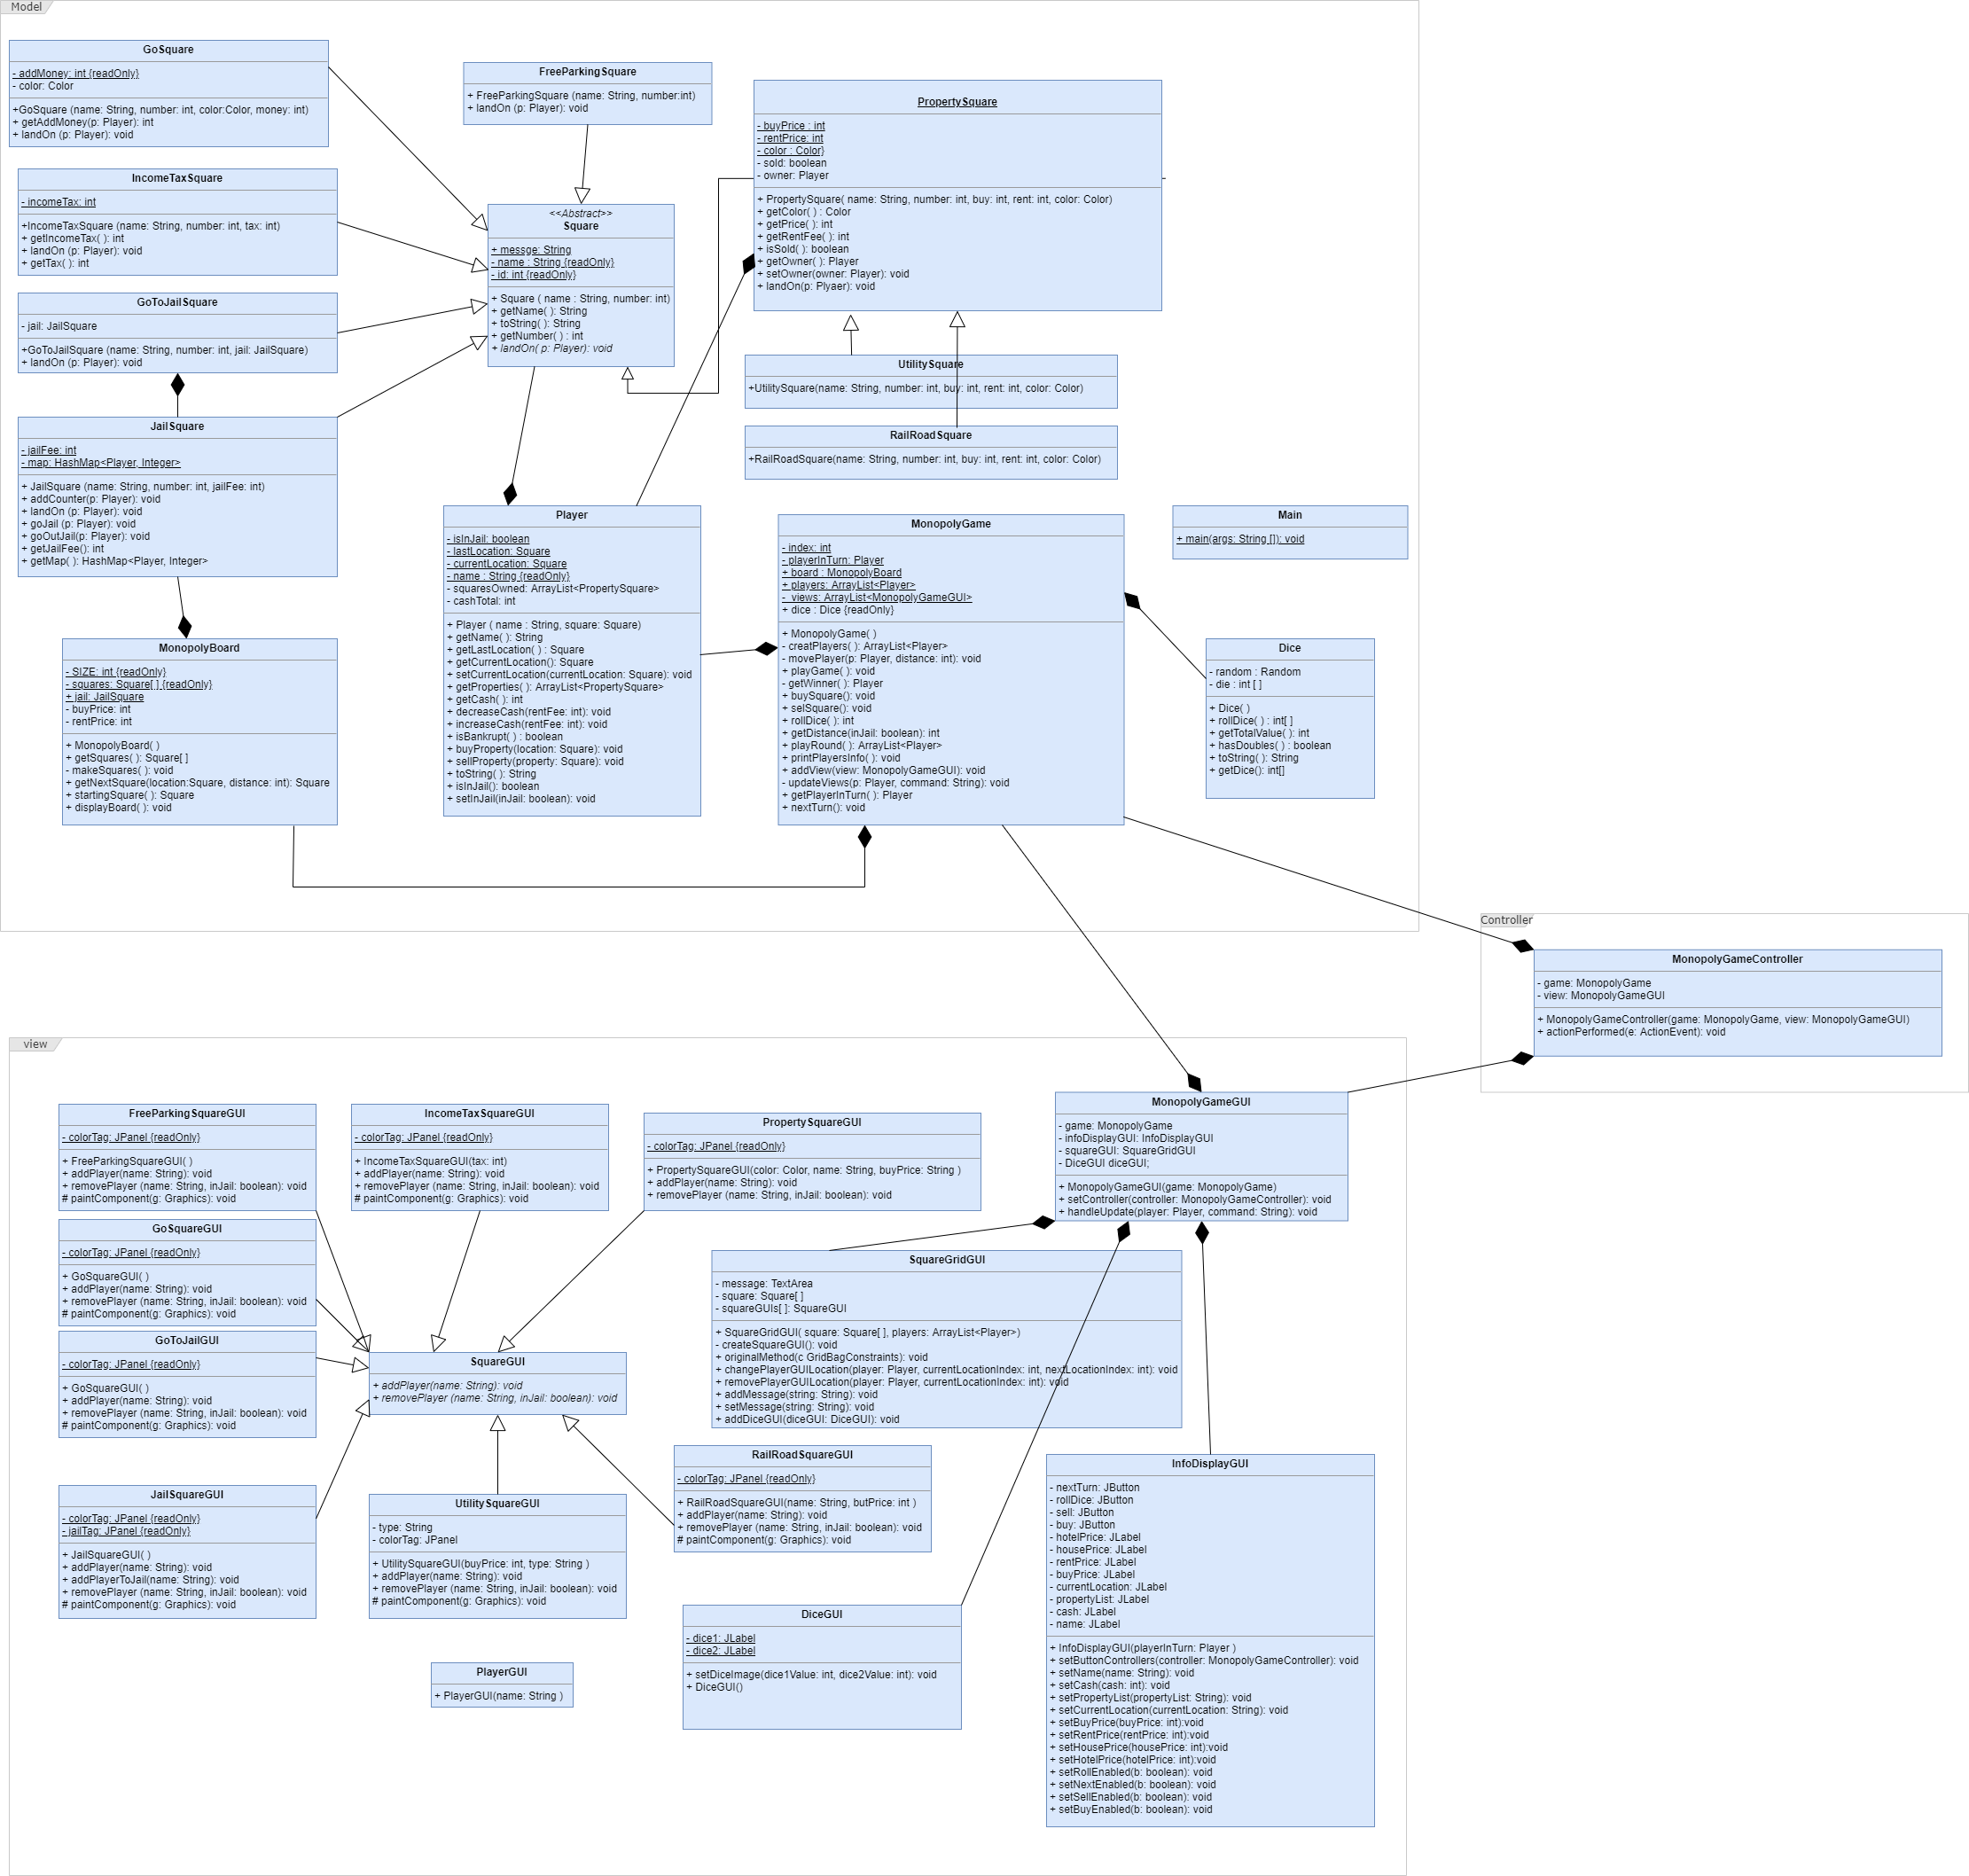 Model
GoSquare
- addMoney: int {readOnly}
- color: Color
+GoSquare (name: String, number: int, color:Color, money: int)
+ getAddMoney(p: Player): int
+ landOn (p: Player): void
FreeParkingSquare
+ FreeParkingSquare (name: String, number:int)
+ landOn (p: Player): void
PropertySquare
- buyPrice : int
- rentPrice: int
- color : Color}
- sold: boolean
- owner: Player
+ PropertySquare( name: String, number: int, buy: int, rent: int, color: Color)
+ getColor( ) : Color
+ getPrice( ): int
+ getRentFee( ): int
+ isSold( ): boolean
+ getOwner( ): Player
+ setOwner(owner: Player): void
+ landOn(p: Plyaer): void
IncomeTaxSquare
- incomeTax: int
+IncomeTaxSquare (name: String, number: int, tax: int)
+ getIncomeTax( ): int
+ landOn (p: Player): void
+ getTax( ): int
<<Abstract>>
Square
+ messge: String
- name : String {readOnly}
- id: int {readOnly}
+ Square ( name : String, number: int)
+ getName( ): String
+ toString( ): String
+ getNumber( ) : int
+ landOn( p: Player): void
GoToJailSquare
- jail: JailSquare
+GoToJailSquare (name: String, number: int, jail: JailSquare)
+ landOn (p: Player): void
UtilitySquare
+UtilitySquare(name: String, number: int, buy: int, rent: int, color: Color)
RailRoadSquare
+RailRoadSquare(name: String, number: int, buy: int, rent: int, color: Color)
JailSquare
- jailFee: int
- map: HashMap<Player, Integer>
+ JailSquare (name: String, number: int, jailFee: int)
+ addCounter(p: Player): void
+ landOn (p: Player): void
+ goJail (p: Player): void
+ goOutJail(p: Player): void
+ getJailFee(): int
+ getMap( ): HashMap<Player, Integer>
Player
- isInJail: boolean
- lastLocation: Square
- currentLocation: Square
- name : String {readOnly}
- squaresOwned: ArrayList<PropertySquare>
- cashTotal: int
+ Player ( name : String, square: Square)
+ getName( ): String
+ getLastLocation( ) : Square
+ getCurrentLocation(): Square
+ setCurrentLocation(currentLocation: Square): void
+ getProperties( ): ArrayList<PropertySquare>
+ getCash( ): int
+ decreaseCash(rentFee: int): void
+ increaseCash(rentFee: int): void
+ isBankrupt( ) : boolean
+ buyProperty(location: Square): void
+ sellProperty(property: Square): void
+ toString( ): String
+ isInJail(): boolean
+ setInJail(inJail: boolean): void
MonopolyGame
- index: int
- playerInTurn: Player
+ board : MonopolyBoard
+ players: ArrayList<Player>
- views: ArrayList<MonopolyGameGUI>
+ dice : Dice {readOnly}
+ MonopolyGame( )
- creatPlayers( ): ArrayList<Player>
- movePlayer(p: Player, distance: int): void
+ playGame( ): void
- getWinner( ): Player
+ buySquare(): void
+ selSquare(): void
+ rollDice( ): int
+ getDistance(inJail: boolean): int
+ playRound( ): ArrayList<Player>
+ printPlayersInfo( ): void
+ addView(view: MonopolyGameGUI): void
- updateViews(p: Player, command: String): void
+ getPlayerInTurn( ): Player
+ nextTurn(): void
Main
+ main(args: String []): void
Dice
- random : Random
- die : int [ ]
+ Dice( )
+ rollDice( ) : int[ ]
+ getTotalValue( ): int
+ hasDoubles( ) : boolean
+ toString( ): String
+ getDice(): int[]
MonopolyBoard
- SIZE: int {readOnly}
- squares: Square[ ] {readOnly}
+ jail: JailSquare
- buyPrice: int
- rentPrice: int
+ MonopolyBoard( )
+ getSquares( ): Square[ ]
- makeSquares( ): void
+ getNextSquare(location:Square, distance: int): Square
+ startingSquare( ): Square
+ displayBoard( ): void
Controller
MonopolyGameController
- game: MonopolyGame
- view: MonopolyGameGUI
+ MonopolyGameController(game: MonopolyGame, view: MonopolyGameGUI)
+ actionPerformed(e: ActionEvent): void
view
FreeParkingSquareGUI
- colorTag: JPanel {readOnly}
+ FreeParkingSquareGUI( )
+ addPlayer(name: String): void
+ removePlayer (name: String, inJail: boolean): void
# paintComponent(g: Graphics): void
IncomeTaxSquareGUI
- colorTag: JPanel {readOnly}
+ IncomeTaxSquareGUI(tax: int)
+ addPlayer(name: String): void
+ removePlayer (name: String, inJail: boolean): void
# paintComponent(g: Graphics): void
PropertySquareGUI
- colorTag: JPanel {readOnly}
+ PropertySquareGUI(color: Color, name: String, buyPrice: String )
+ addPlayer(name: String): void
+ removePlayer (name: String, inJail: boolean): void
MonopolyGameGUI
- game: MonopolyGame
- infoDisplayGUI: InfoDisplayGUI
- squareGUI: SquareGridGUI
- DiceGUI diceGUI;
+ MonopolyGameGUI(game: MonopolyGame)
+ setController(controller: MonopolyGameController): void
+ handleUpdate(player: Player, command: String): void
GoSquareGUI
- colorTag: JPanel {readOnly}
+ GoSquareGUI( )
+ addPlayer(name: String): void
+ removePlayer (name: String, inJail: boolean): void
# paintComponent(g: Graphics): void
SquareGridGUI
- message: TextArea
- square: Square[ ]
- squareGUIs[ ]: SquareGUI
+ SquareGridGUI( square: Square[ ], players: ArrayList<Player>)
- createSquareGUI(): void
+ originalMethod(c GridBagConstraints): void
+ changePlayerGUILocation(player: Player, currentLocationIndex: int, nextLocationIndex: int): void
+ removePlayerGUILocation(player: Player, currentLocationIndex: int): void
+ addMessage(string: String): void
+ setMessage(string: String): void
+ addDiceGUI(diceGUI: DiceGUI): void
GoToJailGUI
- colorTag: JPanel {readOnly}
+ GoSquareGUI( )
+ addPlayer(name: String): void
+ removePlayer (name: String, inJail: boolean): void
# paintComponent(g: Graphics): void
SquareGUI
+ addPlayer(name: String): void
+ removePlayer (name: String, inJail: boolean): void
RailRoadSquareGUI
- colorTag: JPanel {readOnly}
+ RailRoadSquareGUI(name: String, butPrice: int )
+ addPlayer(name: String): void
+ removePlayer (name: String, inJail: boolean): void
# paintComponent(g: Graphics): void
InfoDisplayGUI
- nextTurn: JButton
- rollDice: JButton
- sell: JButton
- buy: JButton
- hotelPrice: JLabel
- housePrice: JLabel
- rentPrice: JLabel
- buyPrice: JLabel
- currentLocation: JLabel
- propertyList: JLabel
- cash: JLabel
- name: JLabel
+ InfoDisplayGUI(playerInTurn: Player )
+ setButtonControllers(controller: MonopolyGameController): void
+ setName(name: String): void
+ setCash(cash: int): void
+ setPropertyList(propertyList: String): void
+ setCurrentLocation(currentLocation: String): void
+ setBuyPrice(buyPrice: int):void
+ setRentPrice(rentPrice: int):void
+ setHousePrice(housePrice: int):void
+ setHotelPrice(hotelPrice: int):void
+ setRollEnabled(b: boolean): void
+ setNextEnabled(b: boolean): void
+ setSellEnabled(b: boolean): void
+ setBuyEnabled(b: boolean): void
JailSquareGUI
- colorTag: JPanel {readOnly}
- jailTag: JPanel {readOnly}
+ JailSquareGUI( )
+ addPlayer(name: String): void
+ addPlayerToJail(name: String): void
+ removePlayer (name: String, inJail: boolean): void
# paintComponent(g: Graphics): void
UtilitySquareGUI
- type: String
- colorTag: JPanel
+ UtilitySquareGUI(buyPrice: int, type: String )
+ addPlayer(name: String): void
+ removePlayer (name: String, inJail: boolean): void
# paintComponent(g: Graphics): void
DiceGUI
- dice1: JLabel
- dice2: JLabel
+ setDiceImage(dice1Value: int, dice2Value: int): void
+ DiceGUI()
PlayerGUI
+ PlayerGUI(name: String )